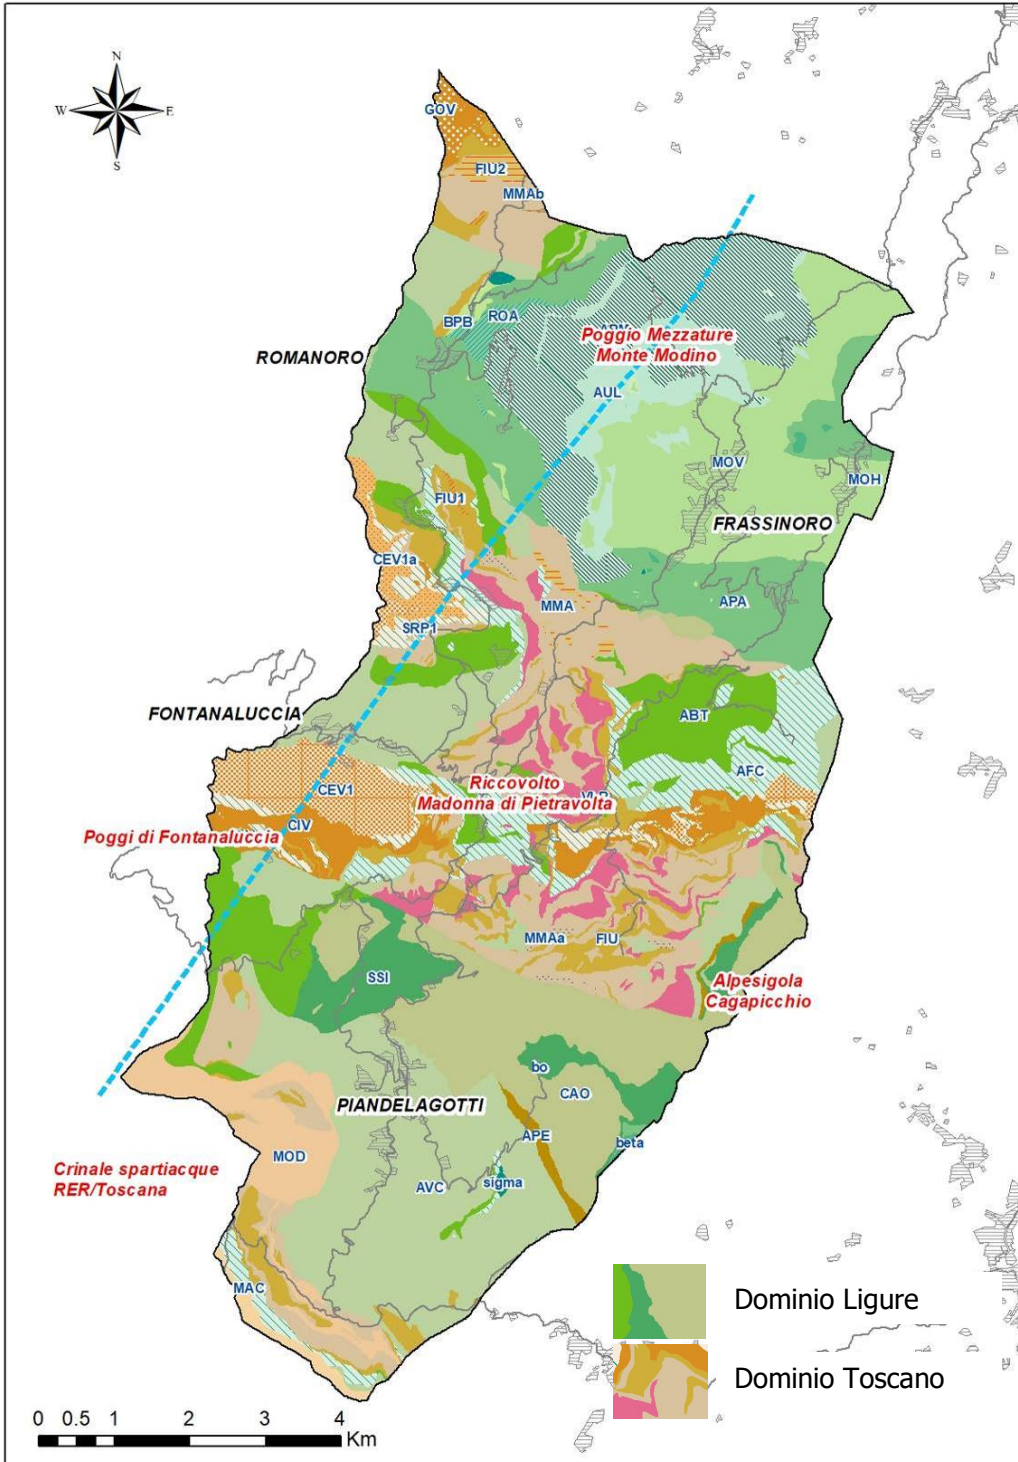 N
W E
S
GOV
FIU2
MMAb
BPB
ROA
Poggio Mezzature
Monte Modino
ROMANORO
AUL
MOV
MOH
FIU1
FRASSINORO
CEV1a
MMA
APA
SRP1
FONTANALUCCIA
ABT
AFC
Riccovolto
Madonna di Pietravolta
CEV1
CIV
Poggi di Fontanaluccia
MMAa
FIU
SSI
Alpesigola
Cagapicchio
bo
CAO
PIANDELAGOTTI
APE
beta
MOD
Crinale spartiacque
RER/Toscana
AVC
sigma
MAC
Dominio Ligure
Dominio Toscano
0 0.5 1 2 3 4
Km